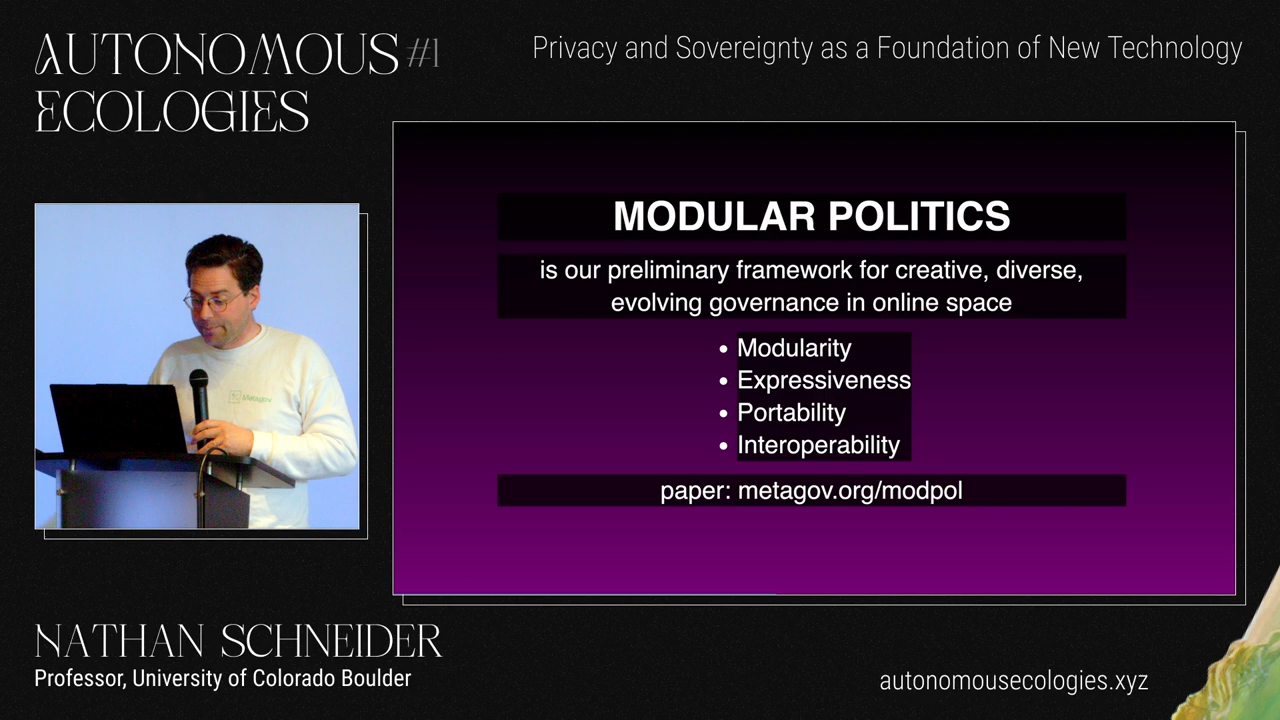 AUTONOMOUS #1
ECOLOGIES
Privacy and Sovereignty as a Foundation of New Technology
MODULAR POLITICS
is our preliminary framework for creative, diverse,
evolving governance in online space
• Modularity
• Expressiveness
• Portability
• Interoperability
paper: metagov.org/modpol
Metagov
NATHAN SCHNEIDER
Professor, University of Colorado Boulder
autonomousecologies.xyz